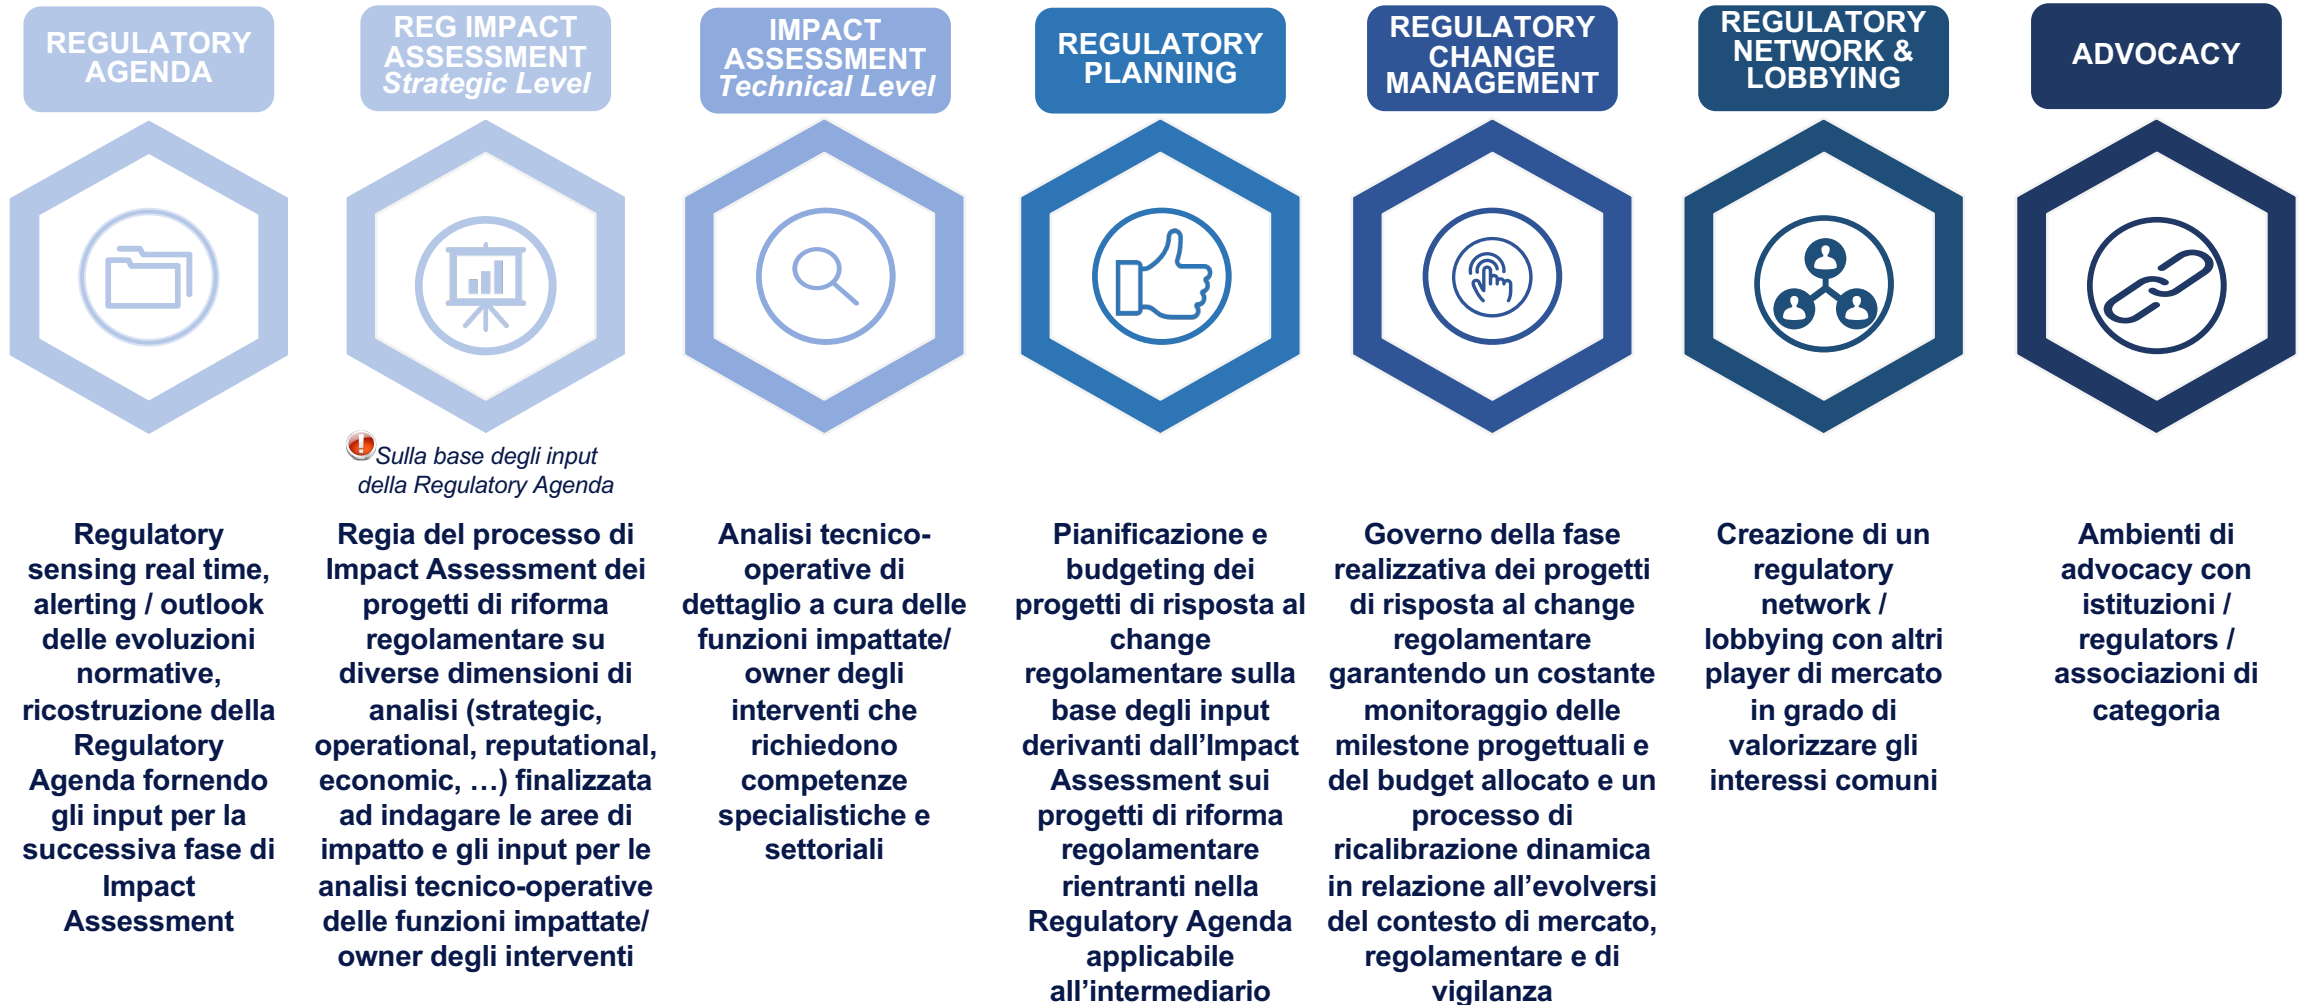 REGULATORY
AGENDA
REG IMPACT
ASSESSMENT
Strategic Level
IMPACT
ASSESSMENT
Technical Level
REGULATORY
PLANNING
REGULATORY
CHANGE
MANAGEMENT
REGULATORY
NETWORK &
LOBBYING
ADVOCACY
Sulla base degli input
della Regulatory Agenda
Regulatory
sensing real time,
alerting / outlook
delle evoluzioni
normative,
ricostruzione della
Regulatory
Agenda fornendo
gli input per la
successiva fase di
Impact
Assessment
Regia del processo di
Impact Assessment dei
progetti di riforma
regolamentare su
diverse dimensioni di
analisi (strategic,
operational, reputational,
economic, …) finalizzata
ad indagare le aree di
impatto e gli input per le
analisi tecnico-operative
delle funzioni impattate/
owner degli interventi
Analisi tecnico-
operative di
dettaglio a cura delle
funzioni impattate/
owner degli
interventi che
richiedono
competenze
specialistiche e
settoriali
Pianificazione e
budgeting dei
progetti di risposta al
change
regolamentare sulla
base degli input
derivanti dall’Impact
Assessment sui
progetti di riforma
regolamentare
rientranti nella
Regulatory Agenda
applicabile
all’intermediario
Governo della fase
realizzativa dei progetti
di risposta al change
regolamentare
garantendo un costante
monitoraggio delle
milestone progettuali e
del budget allocato e un
processo di
ricalibrazione dinamica
in relazione all’evolversi
del contesto di mercato,
regolamentare e di
vigilanza
Creazione di un
regulatory
network /
lobbying con altri
player di mercato
in grado di
valorizzare gli
interessi comuni
Ambienti di
advocacy con
istituzioni /
regulators /
associazioni di
categoria